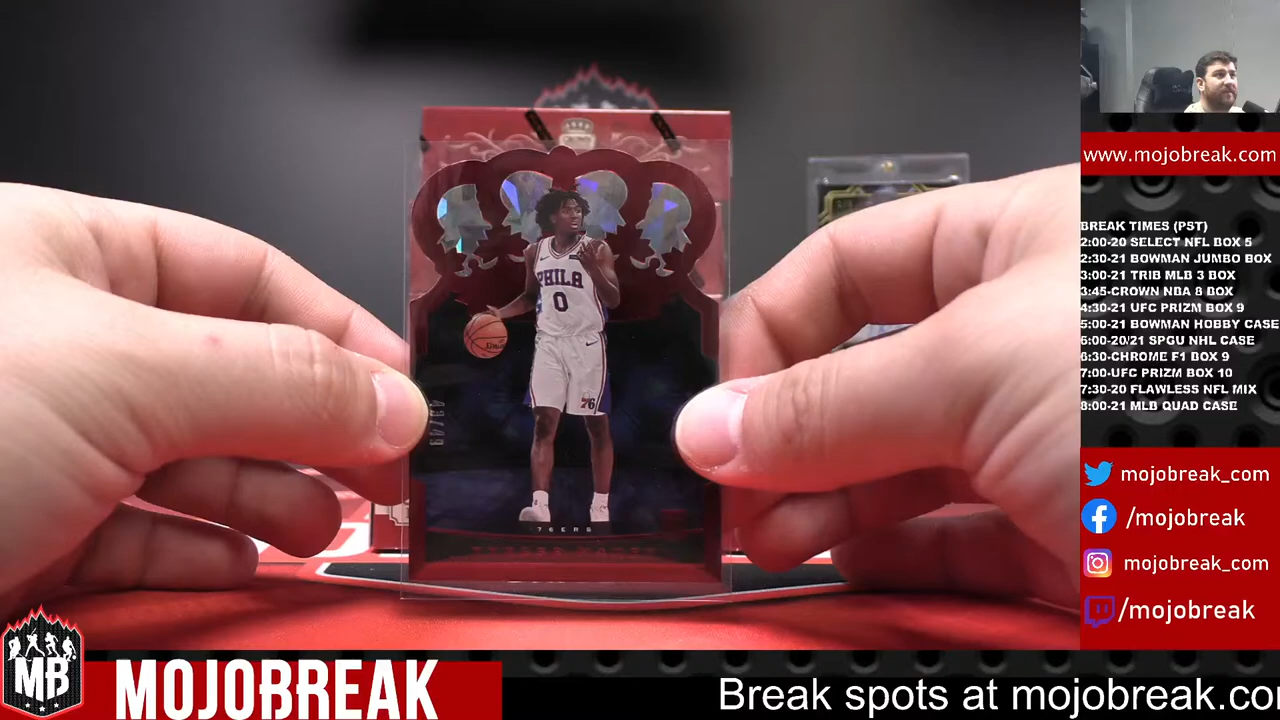 PHILA
0
76
76ERS
www.mojobreak.com
BREAK TIMES (PST)
2:00-20 SELECT NFL BOX 5
2:30-21 BOWMAN JUMBO BOX
3:00-21 TRIB MLB 3 BOX
3:45-CROWN NBA 8 BOX
4:30-21 UFC PRIZM BOX 9
5:00-21 BOWMAN HOBBY CASE
6:00-20/21 SPGU NHL CASE
6:30-CHROME F1 BOX 9
7:00-UFC PRIZM BOX 10
7:30-20 FLAWLESS NFL MIX
8:00-21 MLB QUAD CASE
mojobreak_com
/mojobreak
mojobreak_com
/mojobreak
MB
MOJOBREAK
Break spots at mojobreak.co